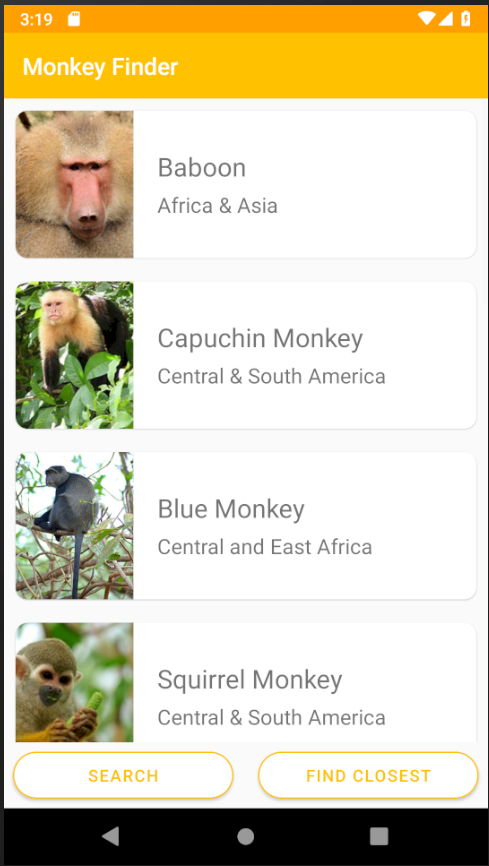 3:19
Monkey Finder
Baboon
Africa & Asia
Capuchin Monkey
Central & South America
Blue Monkey
Central and East Africa
Squirrel Monkey
Central & South America
SEARCH
FIND CLOSEST